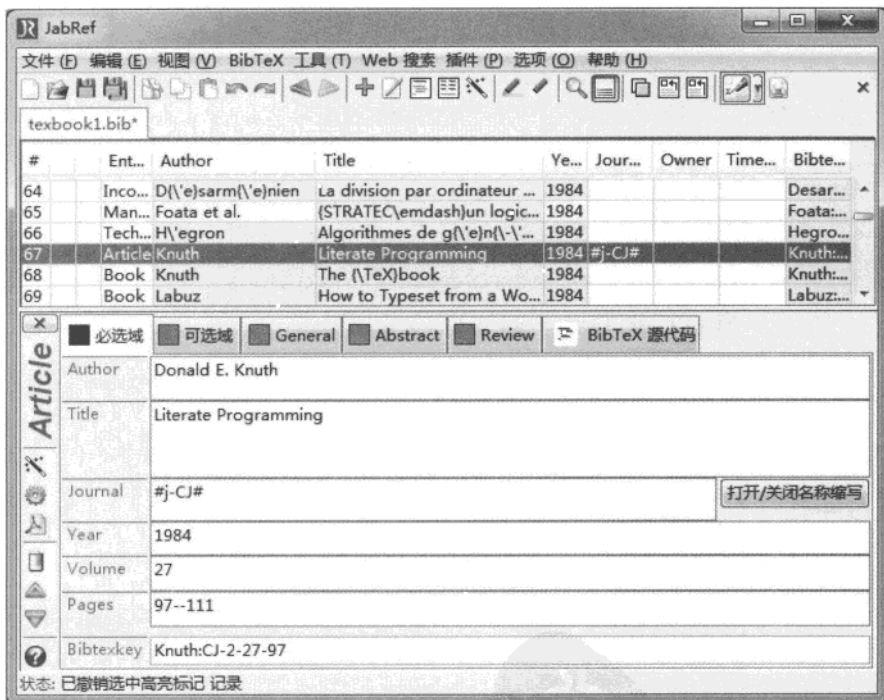 JabRef
文件 (F) 编辑 (E) 视图 (V) BibTeX 工具 (T) Web 搜索 插件 (P) 选项 (O) 帮助 (H)
texbook1.bib*
# Ent... Author Title Ye... Jour... Owner Time... Bibte...
64 Inco... D{\'e}sarm{\'e}nien La division par ordinateur ... 1984 Desar...
65 Man... Foata et al. {STRATEC\emdash}un logic... 1984 Foata:...
66 Tech... H\'egron Algorithmes de g{\'e}n{\-\'... 1984 Hegro...
67 Article Knuth Literate Programming 1984 #j-CJ# Knuth:...
68 Book Knuth The {\TeX}book 1984 Knuth:...
69 Book Labuz How to Typeset from a Wo... 1984 Labuz:...
Article
必选域 可选域 General Abstract Review BibTeX 源代码
Author Donald E. Knuth
Title Literate Programming
Journal #j-CJ# 打开/关闭名称缩写
Year 1984
Volume 27
Pages 97--111
Bibtexkey Knuth:CJ-2-27-97
状态: 已撤销选中高亮标记 记录